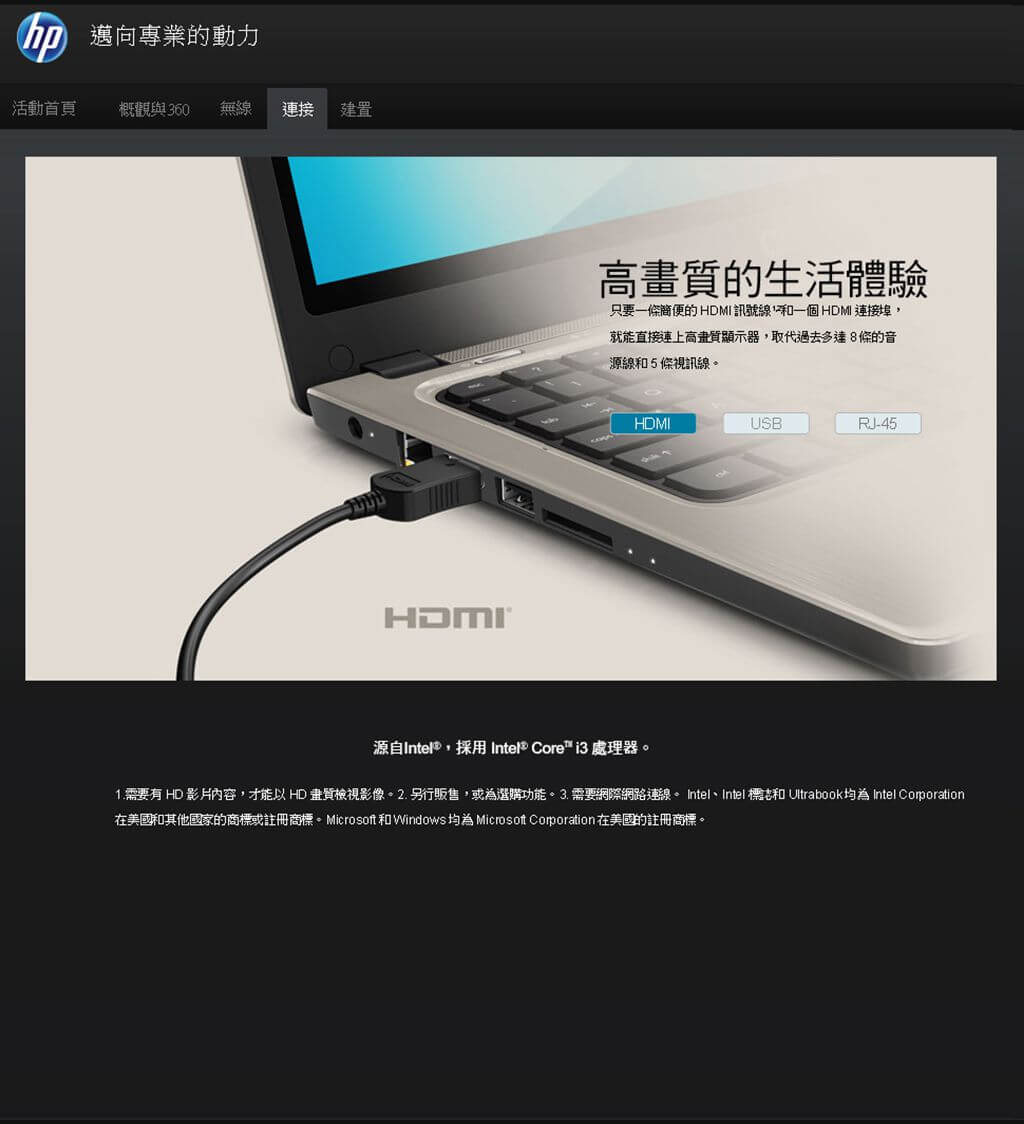 hp
邁向專業的動力
活動首頁
概觀與360
無線
連接
建置
高畫質的生活體驗
只要一條簡便的 HDMI 訊號線¹²和一個 HDMI 連接埠，
就能直接連上高畫質顯示器，取代過去多達 8 條的音
源線和 5 條視訊線。
HDMI
USB
RJ-45
esc
?
!
tab
caps
shift
ctrl
HDMI
源自Intel®，採用 Intel® Core™ i3 處理器。
1.需要有 HD 影片內容，才能以 HD 畫質檢視影像。2. 另行販售，或為選購功能。3. 需要網際網路連線。 Intel、Intel 標誌和 Ultrabook均為 Intel Corporation
在美國和其他國家的商標或註冊商標。Microsoft 和 Windows 均為 Microsoft Corporation 在美國的註冊商標。